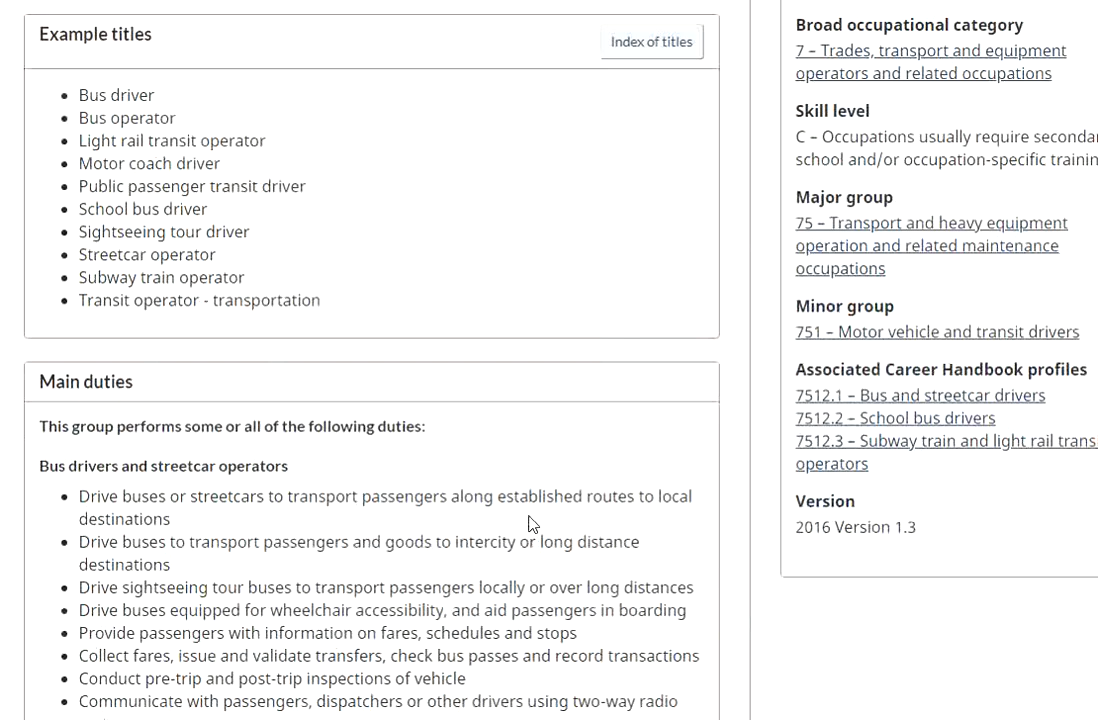 Example titles
Index of titles
Bus driver
Bus operator
Light rail transit operator
Motor coach driver
Public passenger transit driver
School bus driver
Sightseeing tour driver
Streetcar operator
Subway train operator
Transit operator - transportation
Main duties
This group performs some or all of the following duties:
Bus drivers and streetcar operators
Drive buses or streetcars to transport passengers along established routes to local
destinations
Drive buses to transport passengers and goods to intercity or long distance
destinations
Drive sightseeing tour buses to transport passengers locally or over long distances
Drive buses equipped for wheelchair accessibility, and aid passengers in boarding
Provide passengers with information on fares, schedules and stops
Collect fares, issue and validate transfers, check bus passes and record transactions
Conduct pre-trip and post-trip inspections of vehicle
Communicate with passengers, dispatchers or other drivers using two-way radio
Broad occupational category
7 – Trades, transport and equipment
operators and related occupations
Skill level
C – Occupations usually require seconda
school and/or occupation-specific trainin
Major group
75 – Transport and heavy equipment
operation and related maintenance
occupations
Minor group
751 – Motor vehicle and transit drivers
Associated Career Handbook profiles
7512.1 – Bus and streetcar drivers
7512.2 – School bus drivers
7512.3 – Subway train and light rail trans
operators
Version
2016 Version 1.3